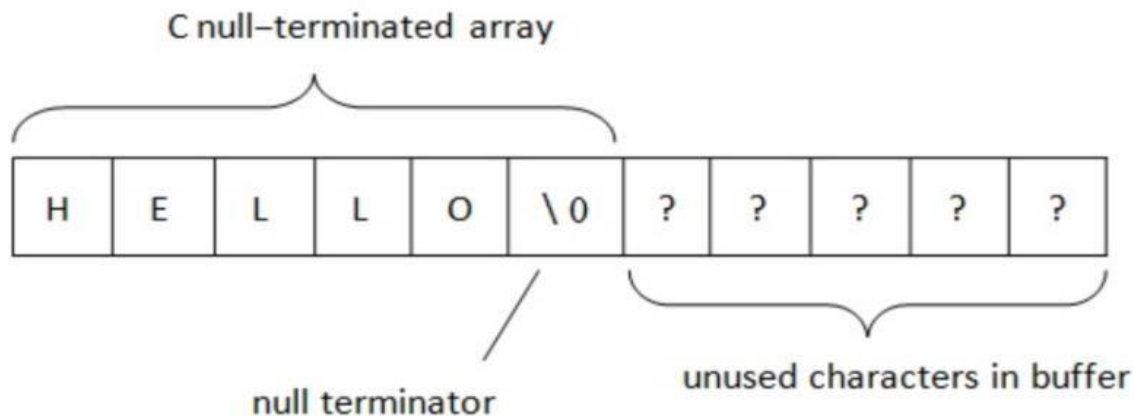 C null-terminated array
H E L L O \0 ? ? ? ? ?
unused characters in buffer
null terminator